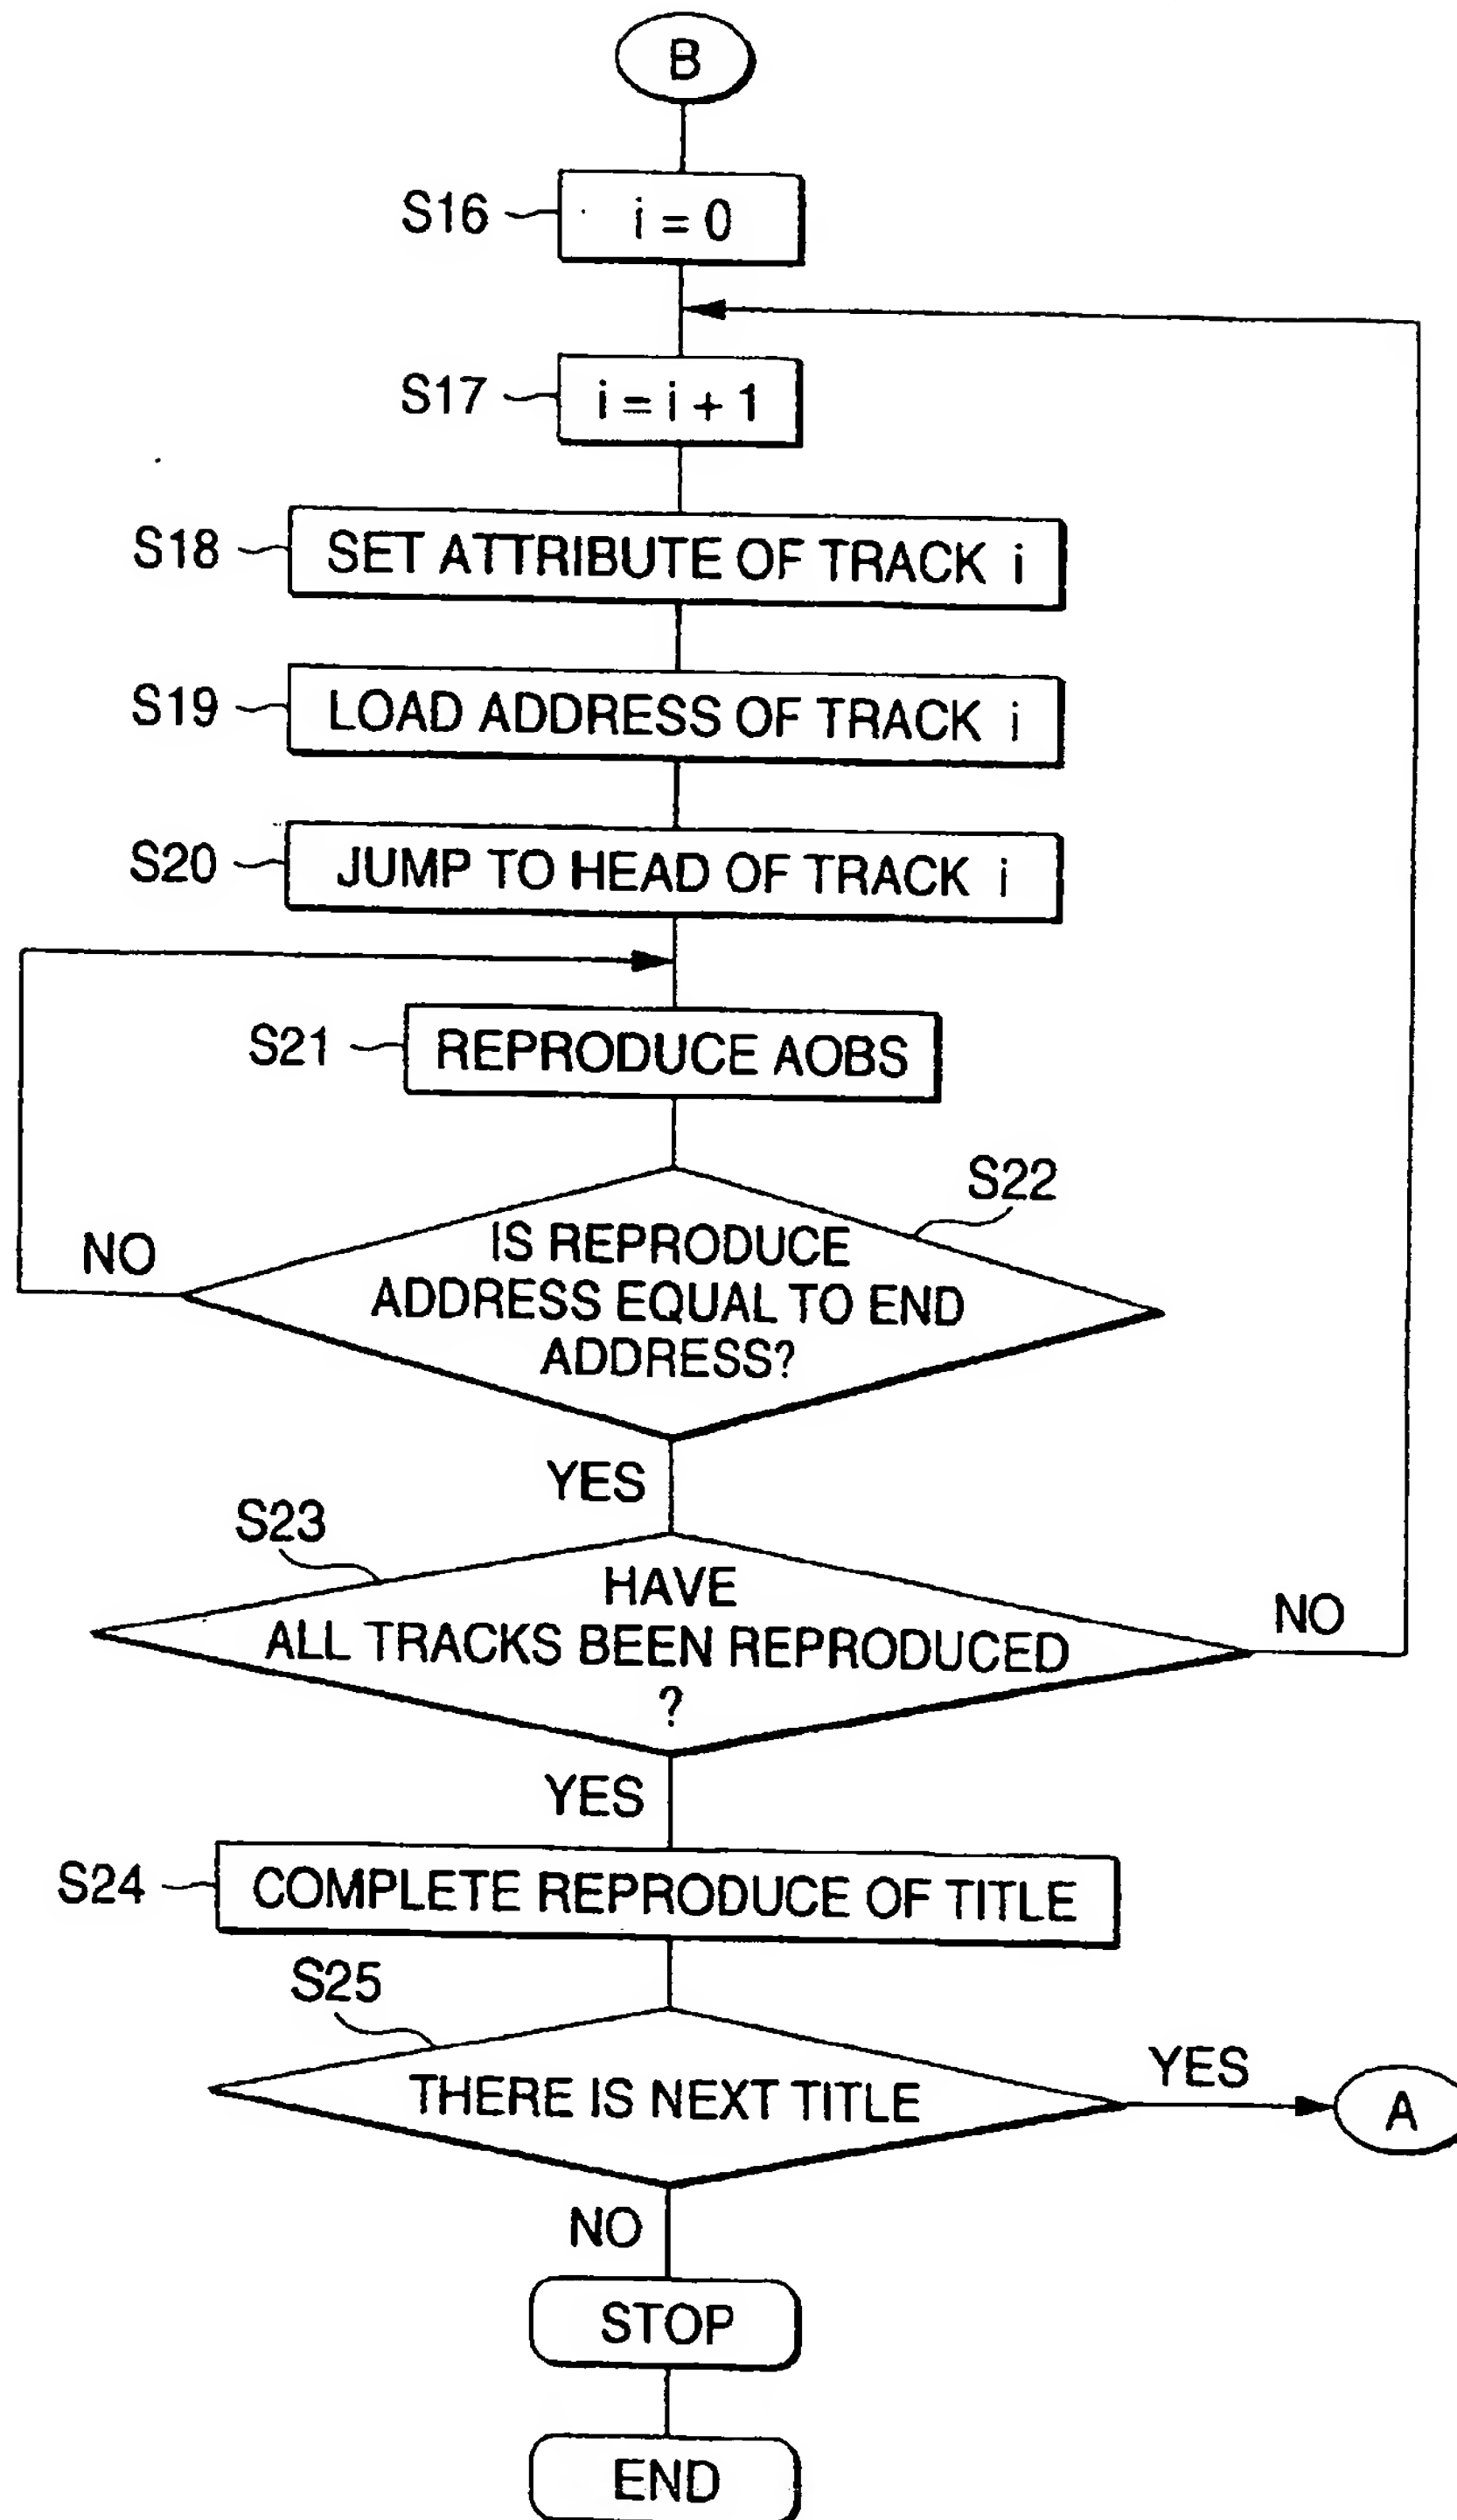 B
S16
i = 0
S17
i = i + 1
S18
SET ATTRIBUTE OF TRACK i
S19
LOAD ADDRESS OF TRACK i
S20
JUMP TO HEAD OF TRACK i
S21
REPRODUCE AOBS
S22
IS REPRODUCE
ADDRESS EQUAL TO END
ADDRESS?
NO
YES
S23
HAVE
ALL TRACKS BEEN REPRODUCED
?
NO
YES
S24
COMPLETE REPRODUCE OF TITLE
S25
THERE IS NEXT TITLE
YES
A
NO
STOP
END